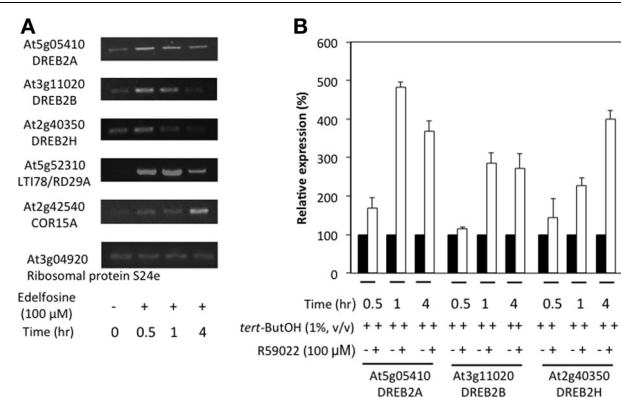 A
At5g05410
DREB2A
At3g11020
DREB2B
At2g40350
DREB2H
At5g52310
LTI78/RD29A
At2g42540
COR15A
At3g04920
Ribosomal protein S24e
Edelfosine
(100 µM)
- + + +
Time (hr) 0 0.5 1 4
B
Relative expression (%)
600
500
400
300
200
100
0
Time (hr) 0.5 1 4 0.5 1 4 0.5 1 4
tert-ButOH (1%, v/v) ++ ++ ++ ++ ++ ++ ++ ++ ++
R59022 (100 µM) -+ -+ -+ -+ -+ -+ -+ -+ -+
At5g05410 At3g11020 At2g40350
DREB2A DREB2B DREB2H